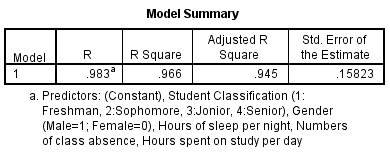 Model Summary
Model R R Square Adjusted R Square Std. Error of the Estimate
1 .983a .966 .945 .15823
a. Predictors: (Constant), Student Classification (1:
Freshman, 2:Sophomore, 3:Jonior, 4:Senior), Gender
(Male=1; Female=0), Hours of sleep per night, Numbers
of class absence, Hours spent on study per day